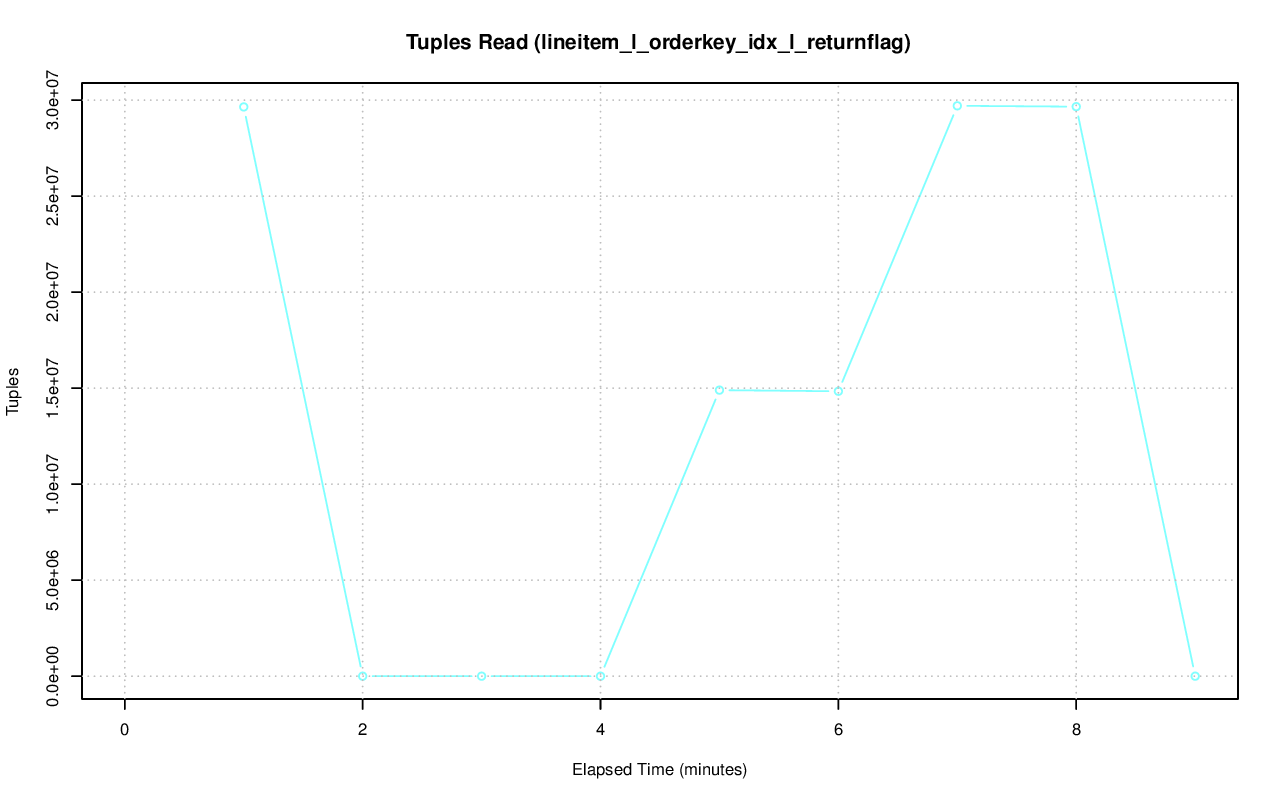 Tuples Read (lineitem_l_orderkey_idx_l_returnflag)
3.0e+07
2.5e+07
2.0e+07
1.5e+07
1.0e+07
5.0e+06
0.0e+00
Tuples
0 2 4 6 8
Elapsed Time (minutes)